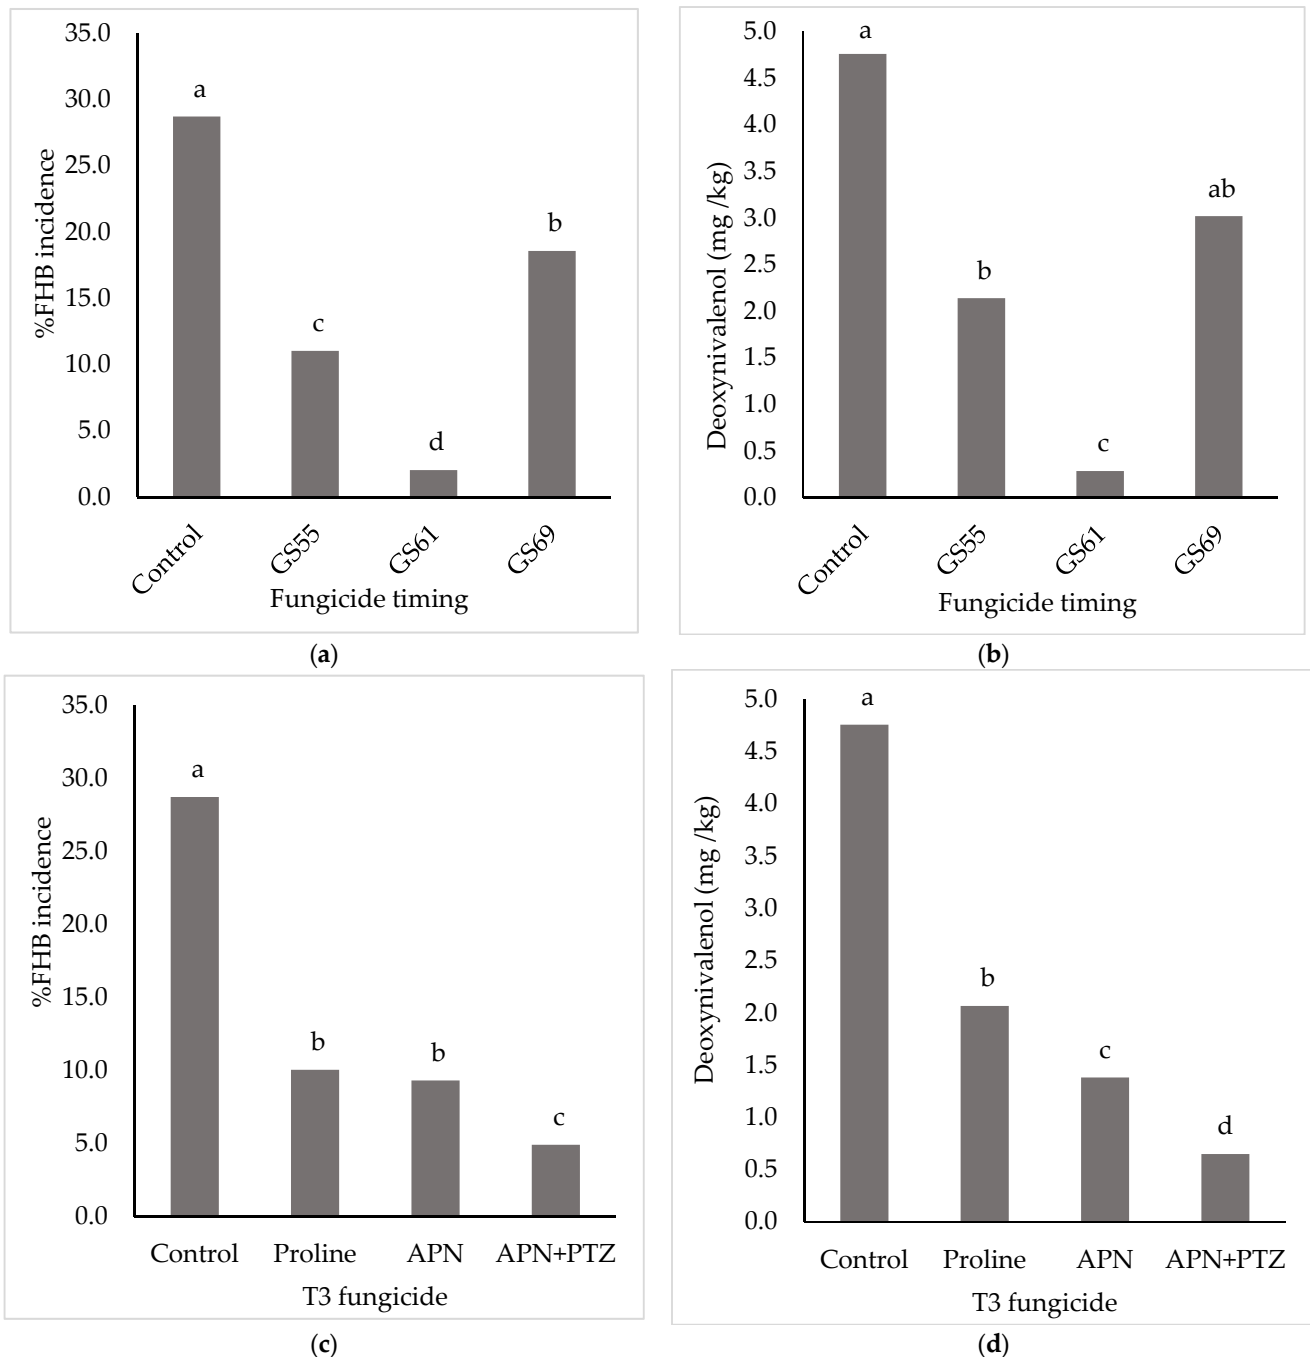 35.0
30.0
25.0
20.0
15.0
10.0
5.0
0.0
%FHB incidence
a
c
d
b
Control
GS55
GS61
GS69
Fungicide timing
(a)
5.0
4.5
4.0
3.5
3.0
2.5
2.0
1.5
1.0
0.5
0.0
Deoxynivalenol (mg /kg)
a
b
c
ab
Control
GS55
GS61
GS69
Fungicide timing
(b)
35.0
30.0
25.0
20.0
15.0
10.0
5.0
0.0
%FHB incidence
a
b
b
c
Control Proline APN APN+PTZ
T3 fungicide
(c)
5.0
4.5
4.0
3.5
3.0
2.5
2.0
1.5
1.0
0.5
0.0
Deoxynivalenol (mg /kg)
a
b
c
d
Control Proline APN APN+PTZ
T3 fungicide
(d)